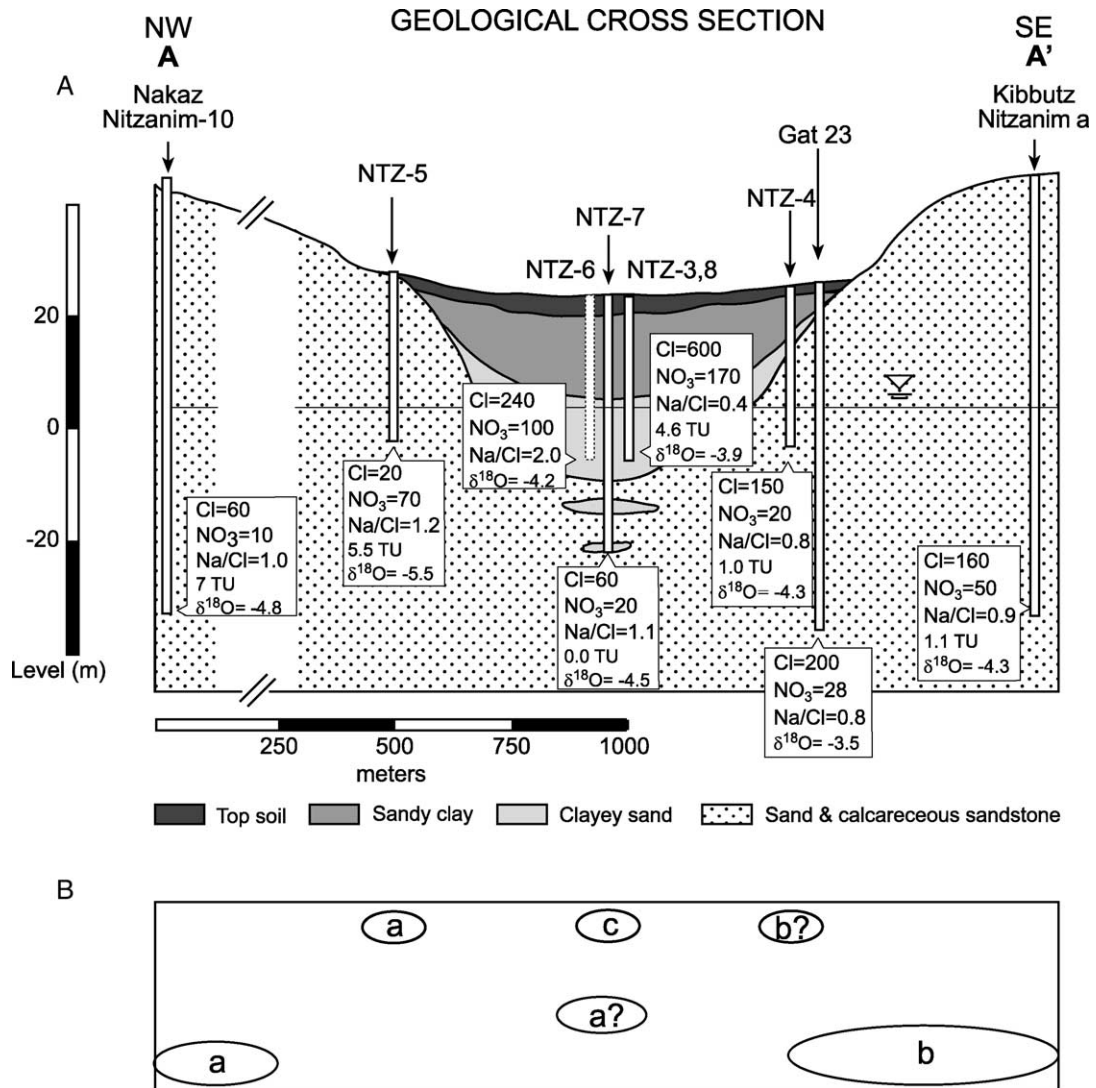 GEOLOGICAL CROSS SECTION
NW
A
SE
A'
A
Nakaz
Nitzanim-10
Kibbutz
Nitzanim a
Gat 23
NTZ-5
NTZ-4
NTZ-7
NTZ-6
NTZ-3,8
20
0
-20
Level (m)
Cl=600
NO₃=170
Na/Cl=0.4
4.6 TU
δ¹⁸O= -3.9
Cl=240
NO₃=100
Na/Cl=2.0
δ¹⁸O= -4.2
Cl=20
NO₃=70
Na/Cl=1.2
5.5 TU
δ¹⁸O= -5.5
Cl=150
NO₃=20
Na/Cl=0.8
1.0 TU
δ¹⁸O= -4.3
Cl=60
NO₃=10
Na/Cl=1.0
7 TU
δ¹⁸O= -4.8
Cl=160
NO₃=50
Na/Cl=0.9
1.1 TU
δ¹⁸O= -4.3
Cl=60
NO₃=20
Na/Cl=1.1
0.0 TU
δ¹⁸O= -4.5
Cl=200
NO₃=28
Na/Cl=0.8
δ¹⁸O= -3.5
250 500 750 1000
meters
Top soil Sandy clay Clayey sand Sand & calcareceous sandstone
B
a c b?
a?
a b